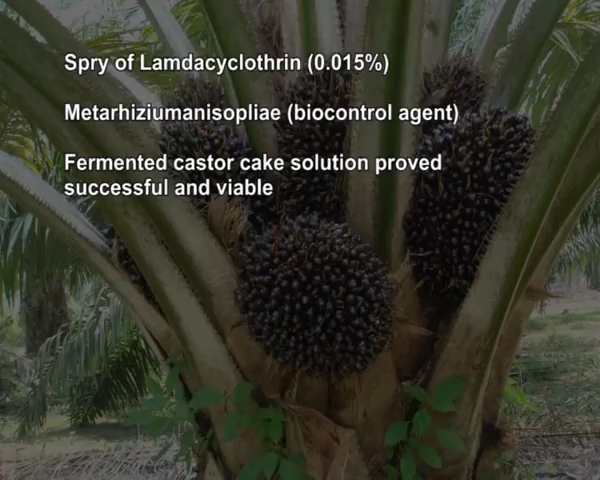 Spry of Lamdacyclothrin (0.015%)
Metarhiziumanisopliae (biocontrol agent)
Fermented castor cake solution proved
successful and viable